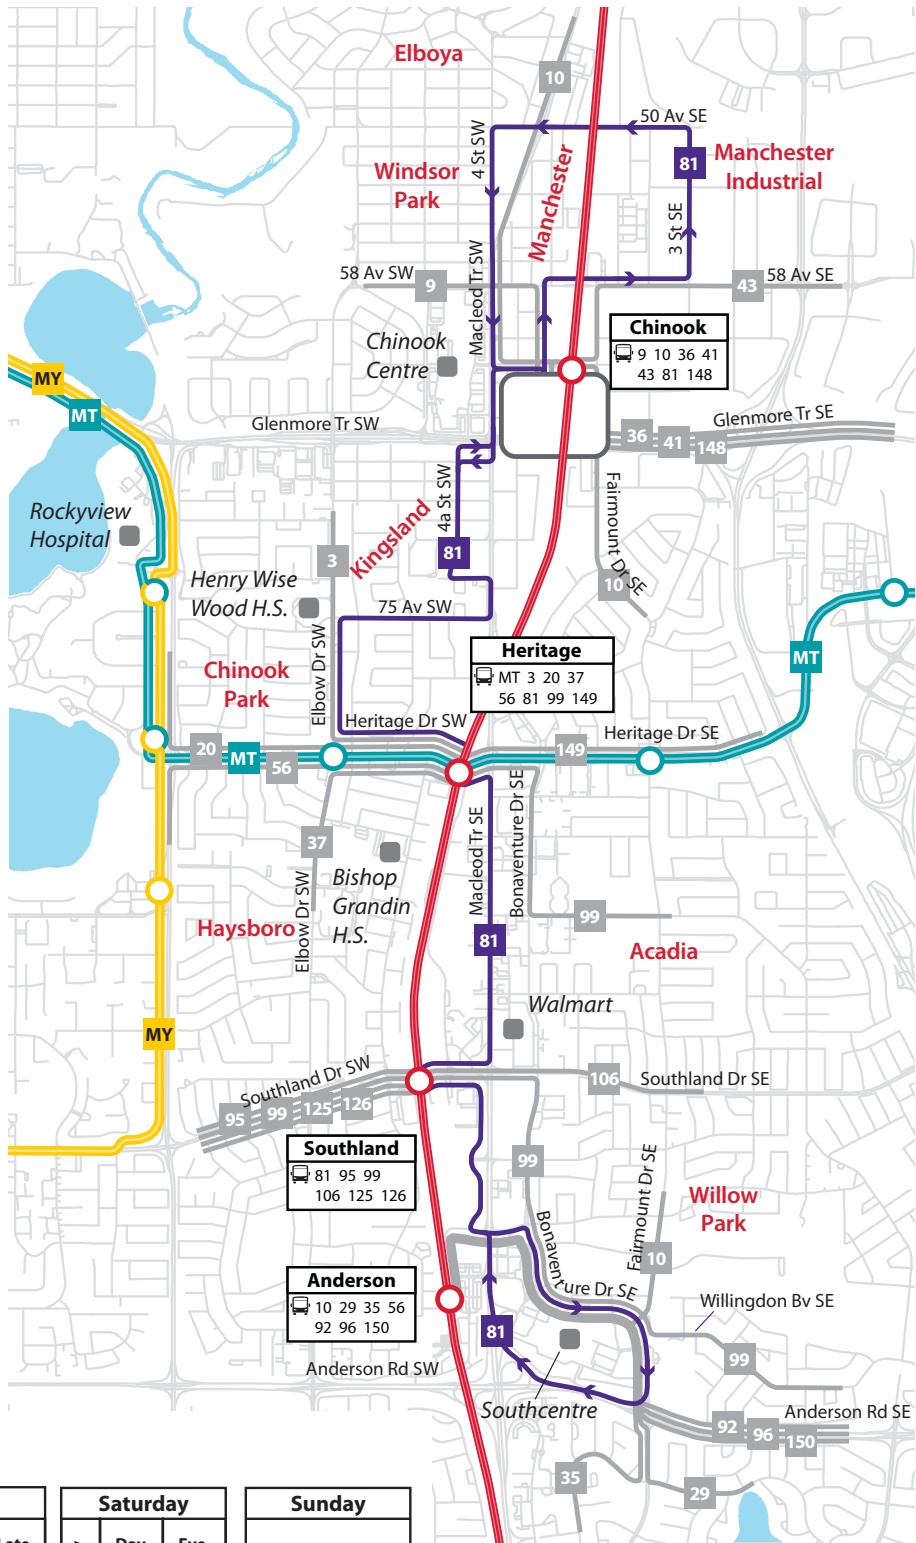 Elboya
10
50 Av SE
4 St SW
81
Manchester
Industrial
Windsor
Park
Manchester
3 St SE
58 Av SW
9
Macleod Tr SW
43
58 Av SE
Chinook
Centre
Chinook
9 10 36 41
43 81 148
MY
MT
Glenmore Tr SW
Glenmore Tr SE
36
41
148
Rockyview
Hospital
4a St SW
Kingsland
Fairmount Dr SE
81
3
10
Henry Wise
Wood H.S.
75 Av SW
Elbow Dr SW
Chinook
Park
Heritage
MT 3 20 37
56 81 99 149
MT
Heritage Dr SW
Heritage Dr SE
20
MT
56
149
37
Macleod Tr SE
Bonaventure Dr SE
Bishop
Grandin
H.S.
Elbow Dr SW
Haysboro
99
81
Acadia
Walmart
MY
Southland Dr SW
106
Southland Dr SE
95
99
125
126
Southland
81 95 99
106 125 126
99
Fairmount Dr SE
Willow
Park
Bonaventure Dr SE
10
Anderson
10 29 35 56
92 96 150
Willingdon Bv SE
81
99
Anderson Rd SW
Southcentre
Anderson Rd SE
92
96
150
35
29
Saturday
Sunday